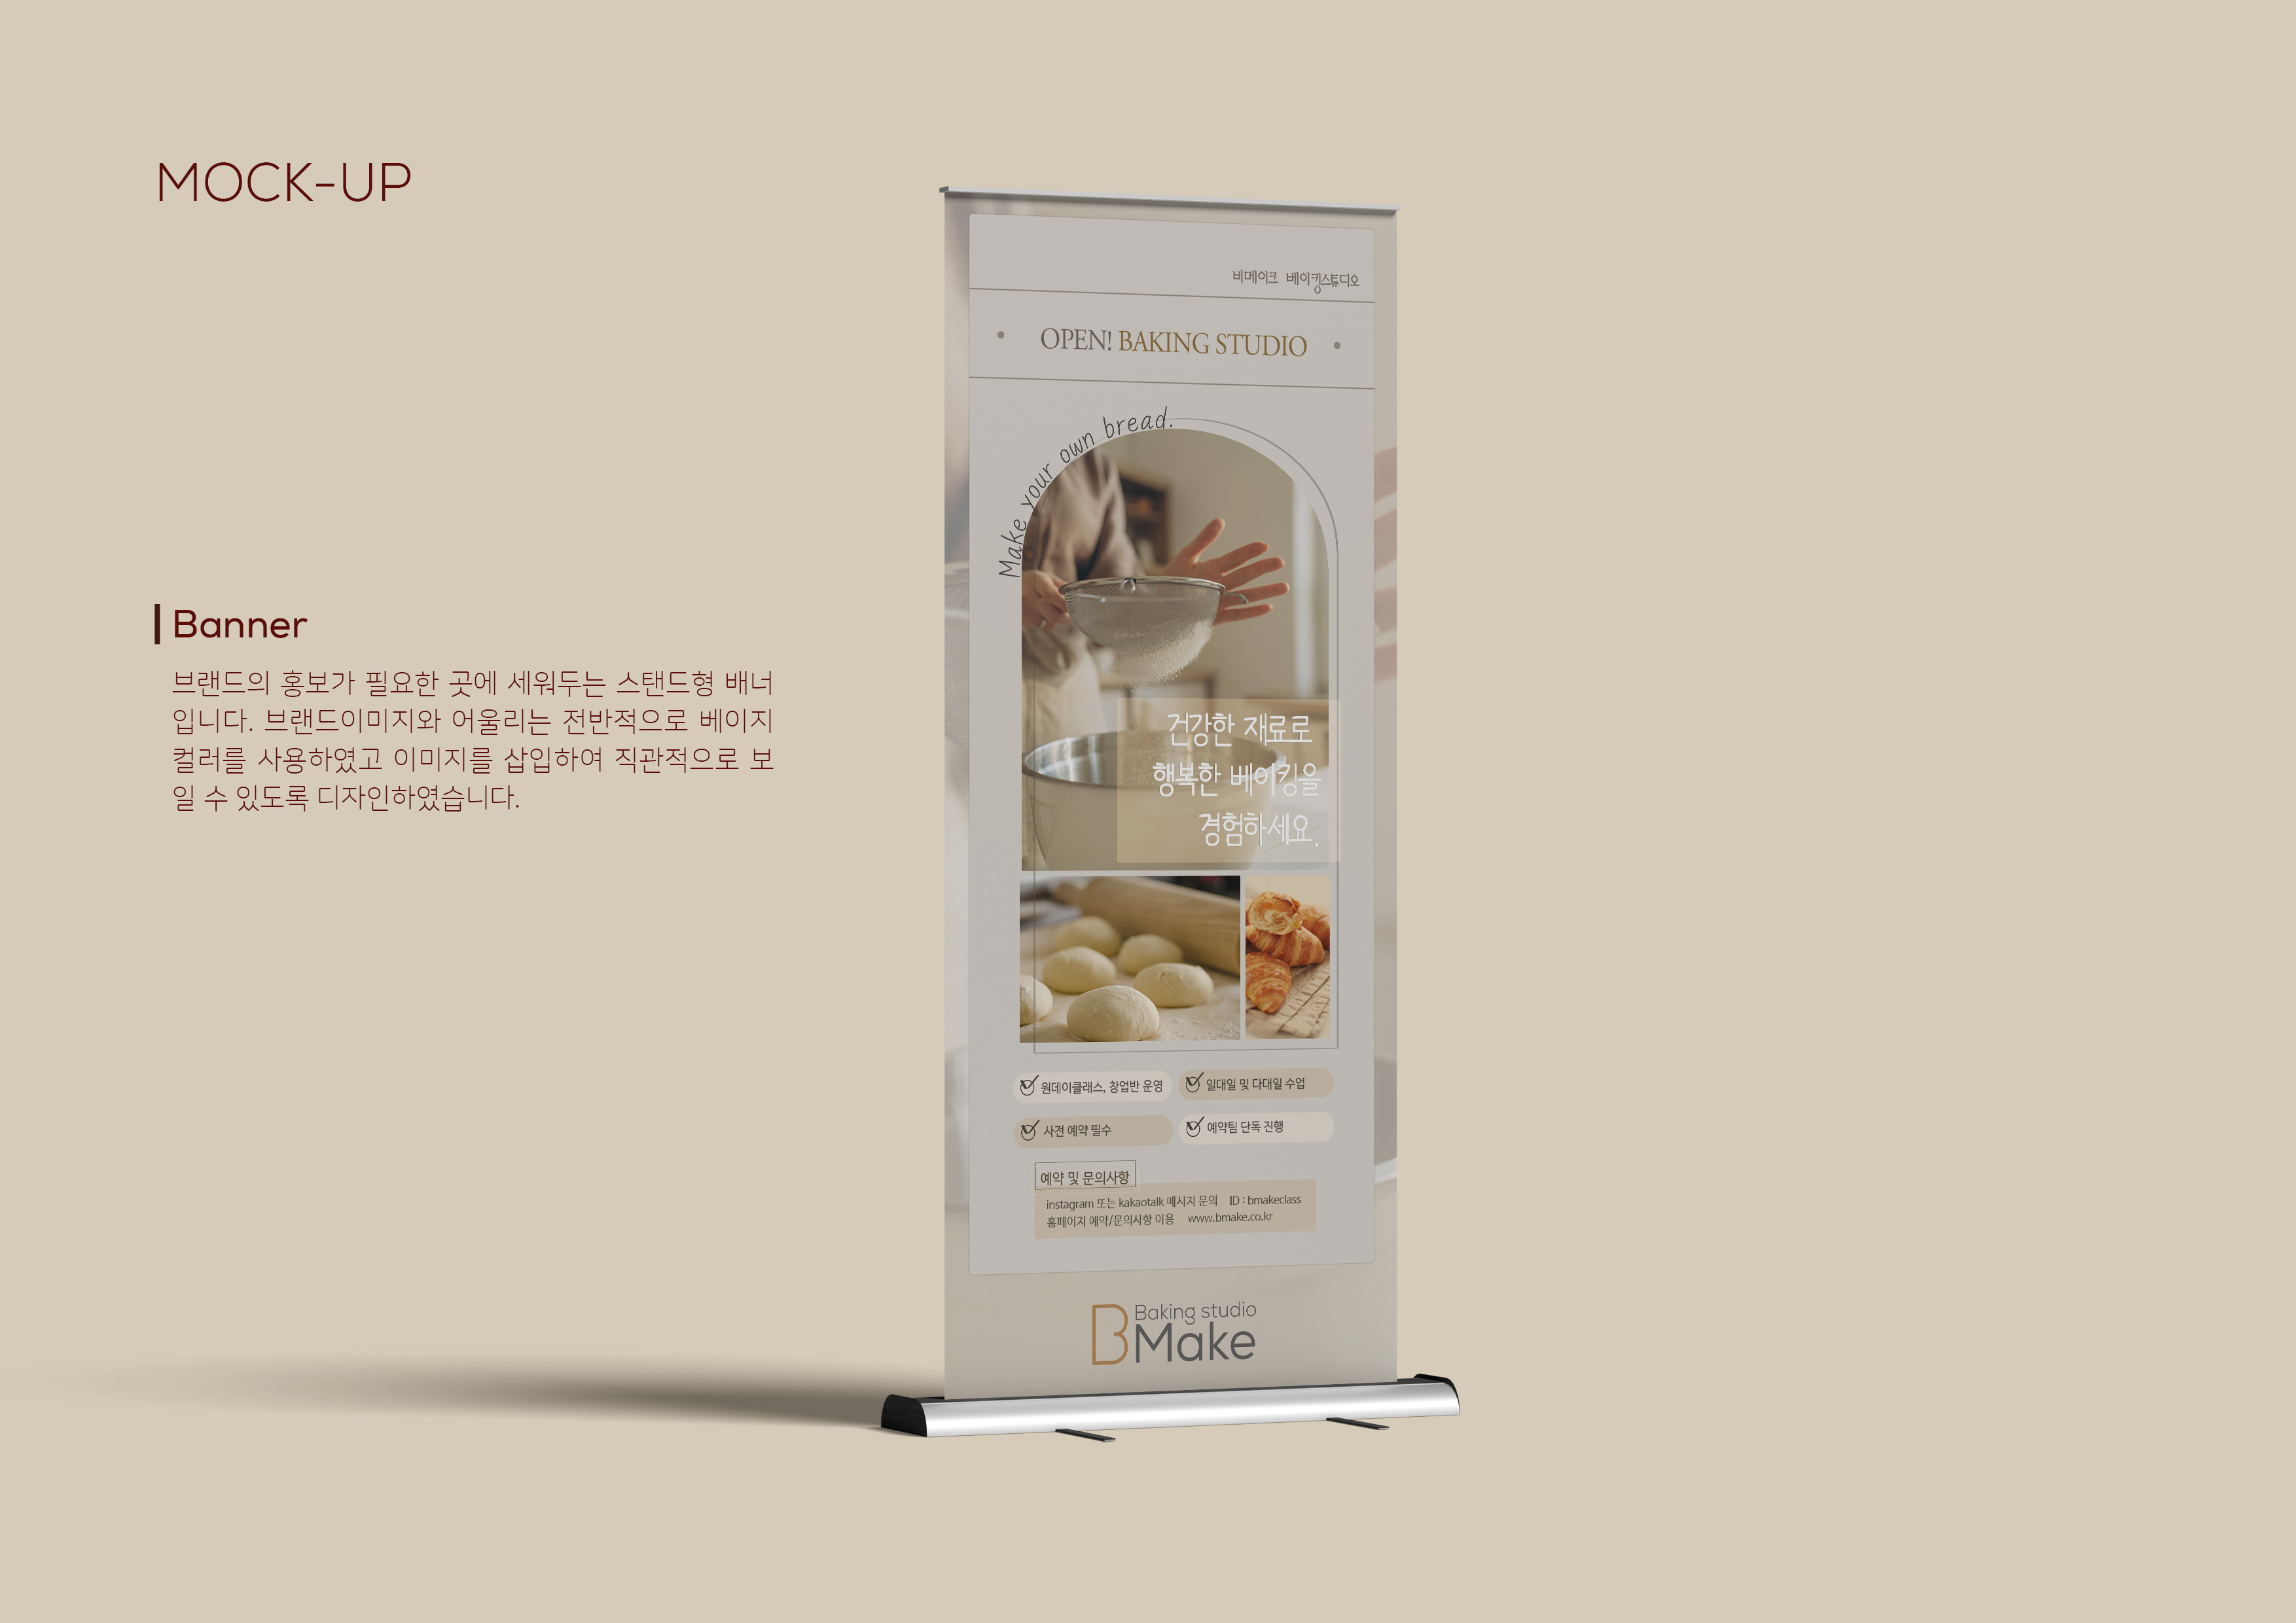 MOCK-UP
Banner
브랜드의 홍보가 필요한 곳에 세워두는 스탠드형 배너
입니다. 브랜드이미지와 어울리는 전반적으로 베이지
컬러를 사용하였고 이미지를 삽입하여 직관적으로 보
일 수 있도록 디자인하였습니다.
비메이크 베이킹스튜디오
OPEN! BAKING STUDIO
Make your own bread.
건강한 재료로
행복한 베이킹을
경험하세요.
원데이클래스, 창업반 운영
일대일 및 다대일 수업
사전 예약 필수
예약팀 단독 진행
예약 및 문의사항
instagram 또는 kakaotalk 메시지 문의 ID : bmakeclass
홈페이지 예약/문의사항 이용 www.bmake.co.kr
B Baking studio
Make